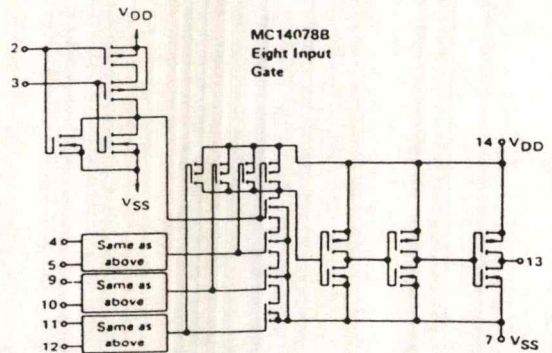 VDD
2
3
MC14078B
Eight Input
Gate
VSS
14 VDD
4
5
Same as
above
9
10
Same as
above
11
12
Same as
above
13
7 VSS